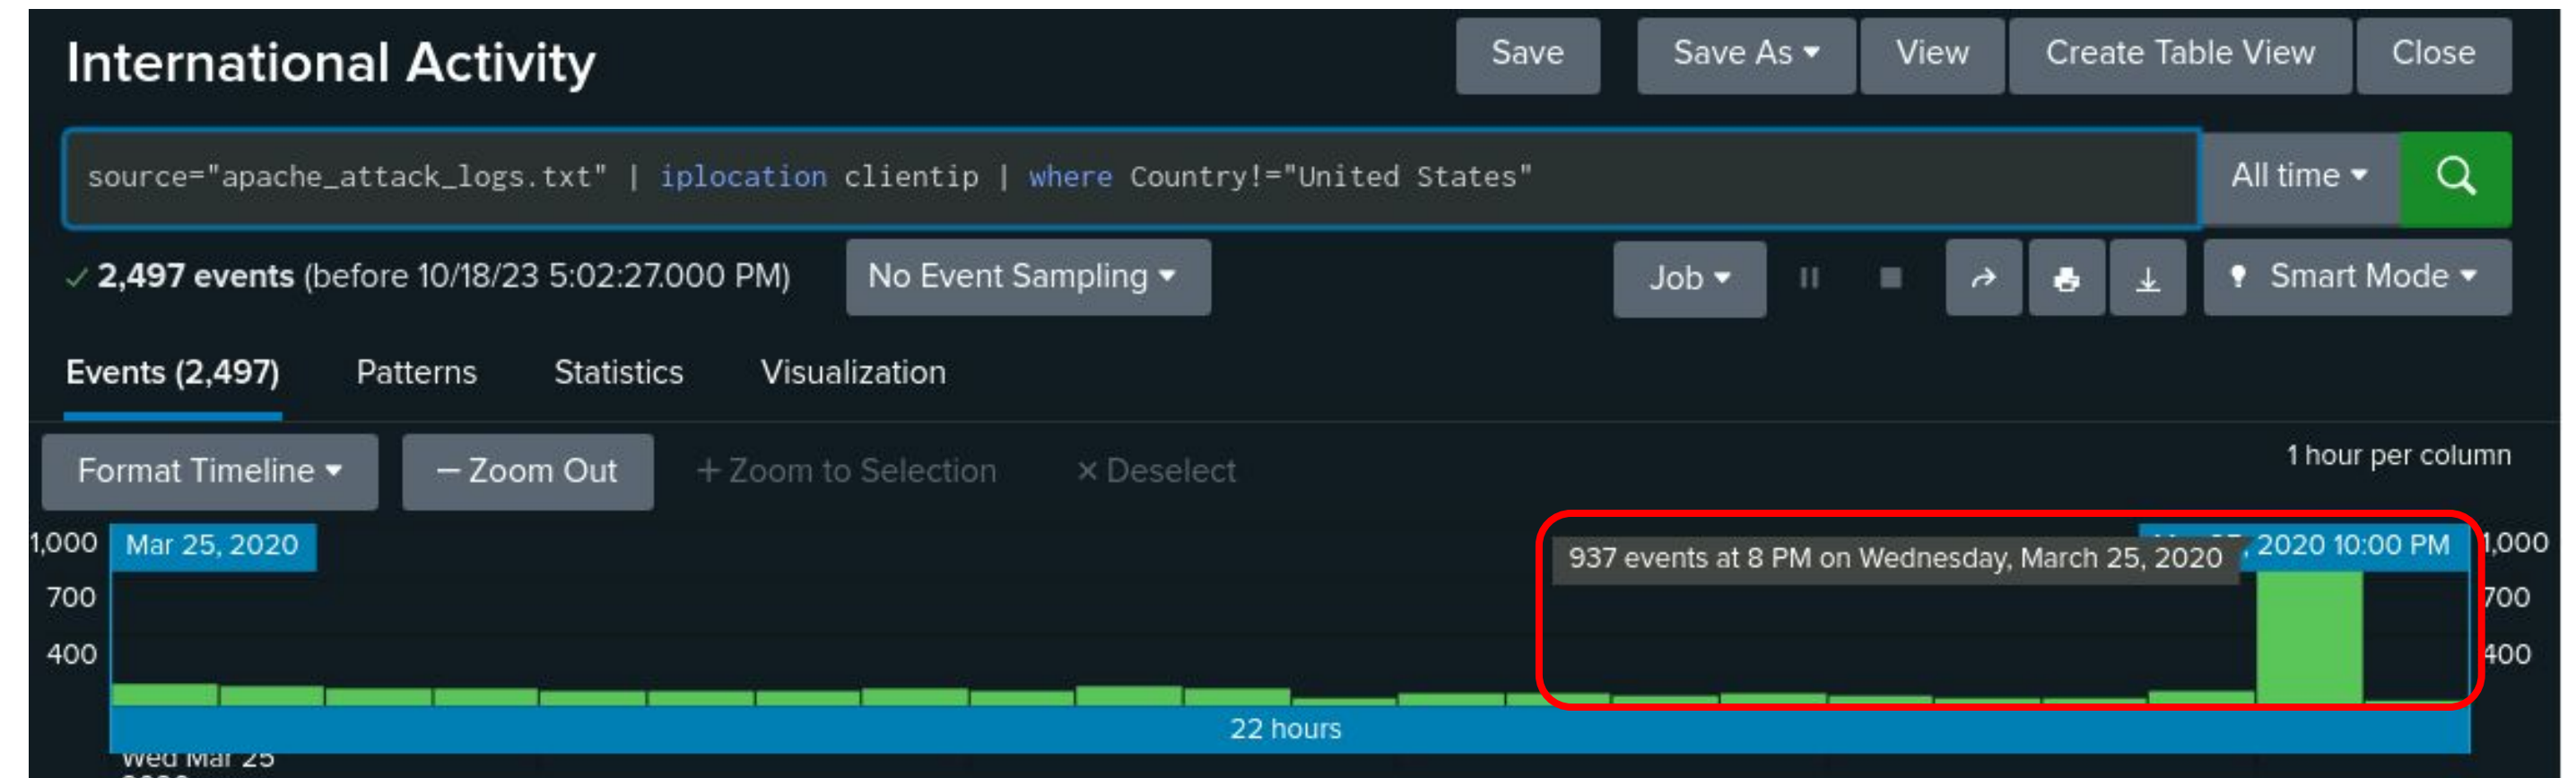 International Activity
Save Save As View Create Table View Close
source="apache_attack_logs.txt" | iplocation clientip | where Country!="United States" All time
2,497 events (before 10/18/23 5:02:27.000 PM) No Event Sampling Job Smart Mode
Events (2,497) Patterns Statistics Visualization
Format Timeline — Zoom Out + Zoom to Selection × Deselect 1 hour per column
1,000 Mar 25, 2020 2020 10:00 PM 1,000
937 events at 8 PM on Wednesday, March 25, 2020
700 700
400 400
22 hours
Wed Mar 25